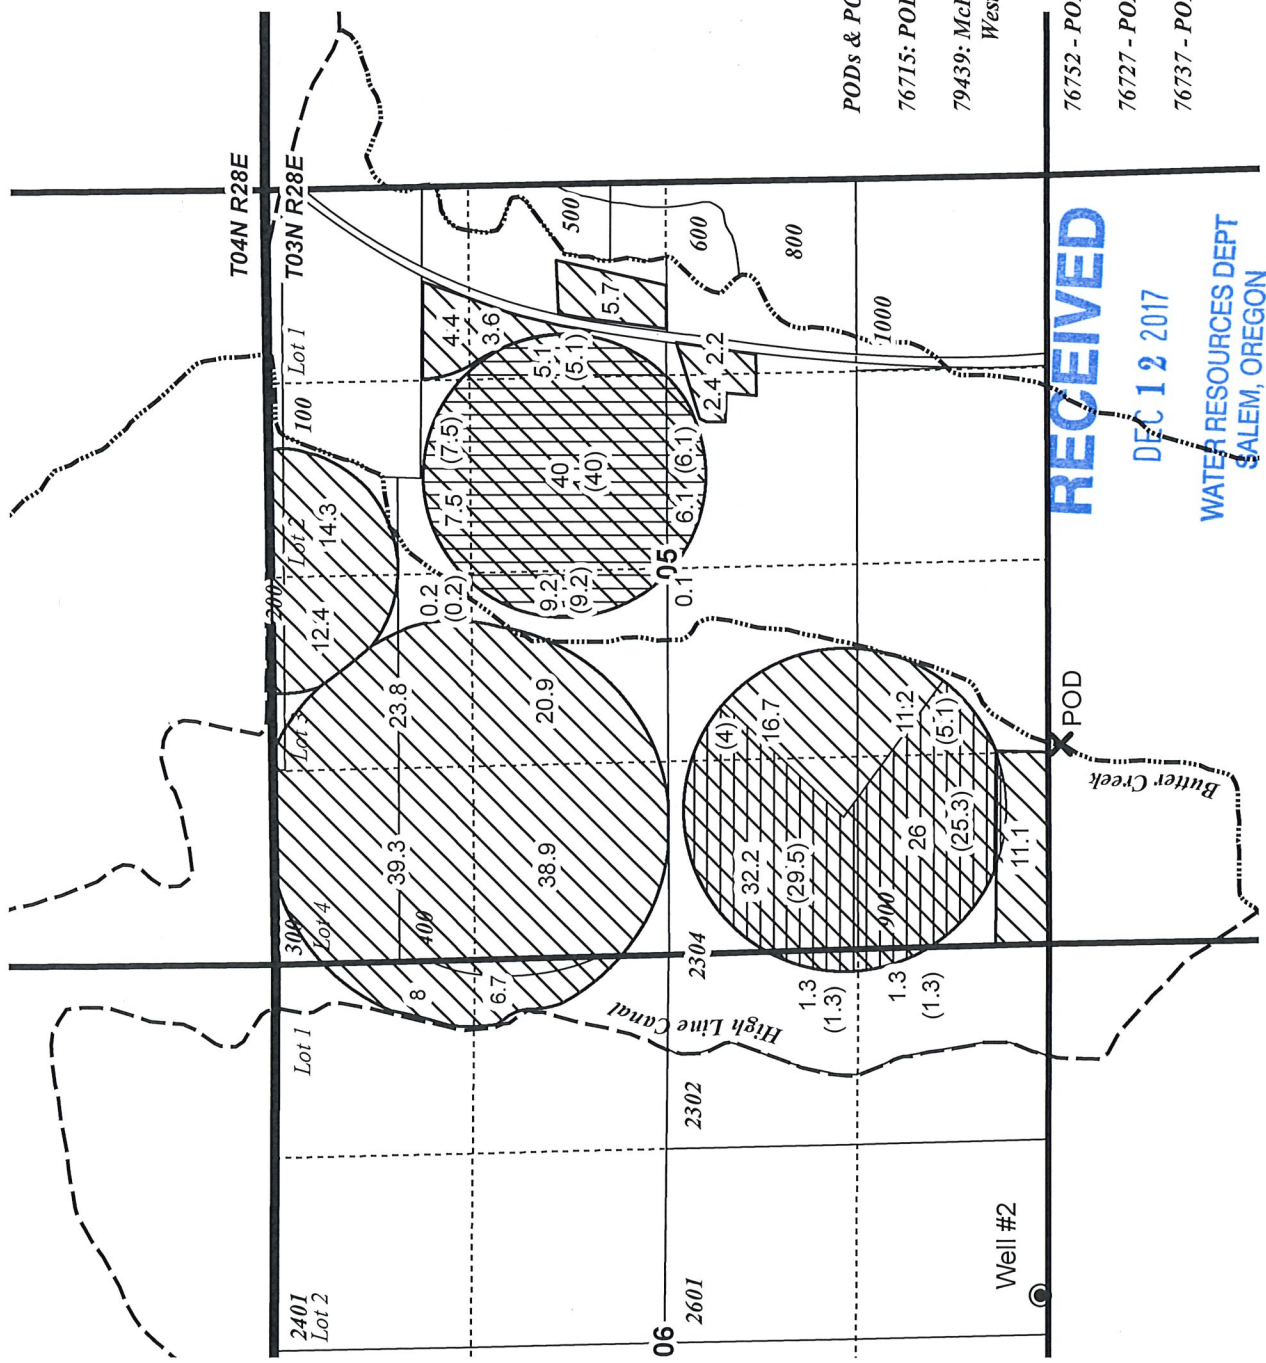 T04N R28E
T03N R28E
2401
Lot 2
Lot 1
300
Lot 4
Lot 3
200
Lot 2
100
Lot 1
12.4
14.3
8
39.3
23.8
0.2
(0.2)
7.5
(7.5)
4.4
3.6
400
6.7
38.9
20.9
9.2
(9.2)
40
(40)
5.1
(5.1)
5.7
500
06
05
2601
2302
High Line Canal
2304
0.1
6.1
(6.1)
2.4
2.2
600
800
1.3
(1.3)
32.2
(29.5)
(4)
16.7
1.3
(1.3)
900
26
(25.3)
11.2
(5.1)
1000
11.1
Well #2
POD
Butter Creek
PODs & PO
76715: POD
West
76752 - PO
76727 - PO
76737 - PO
RECEIVED
DEC 12 2017
WATER RESOURCES DEPT
SALEM, OREGON